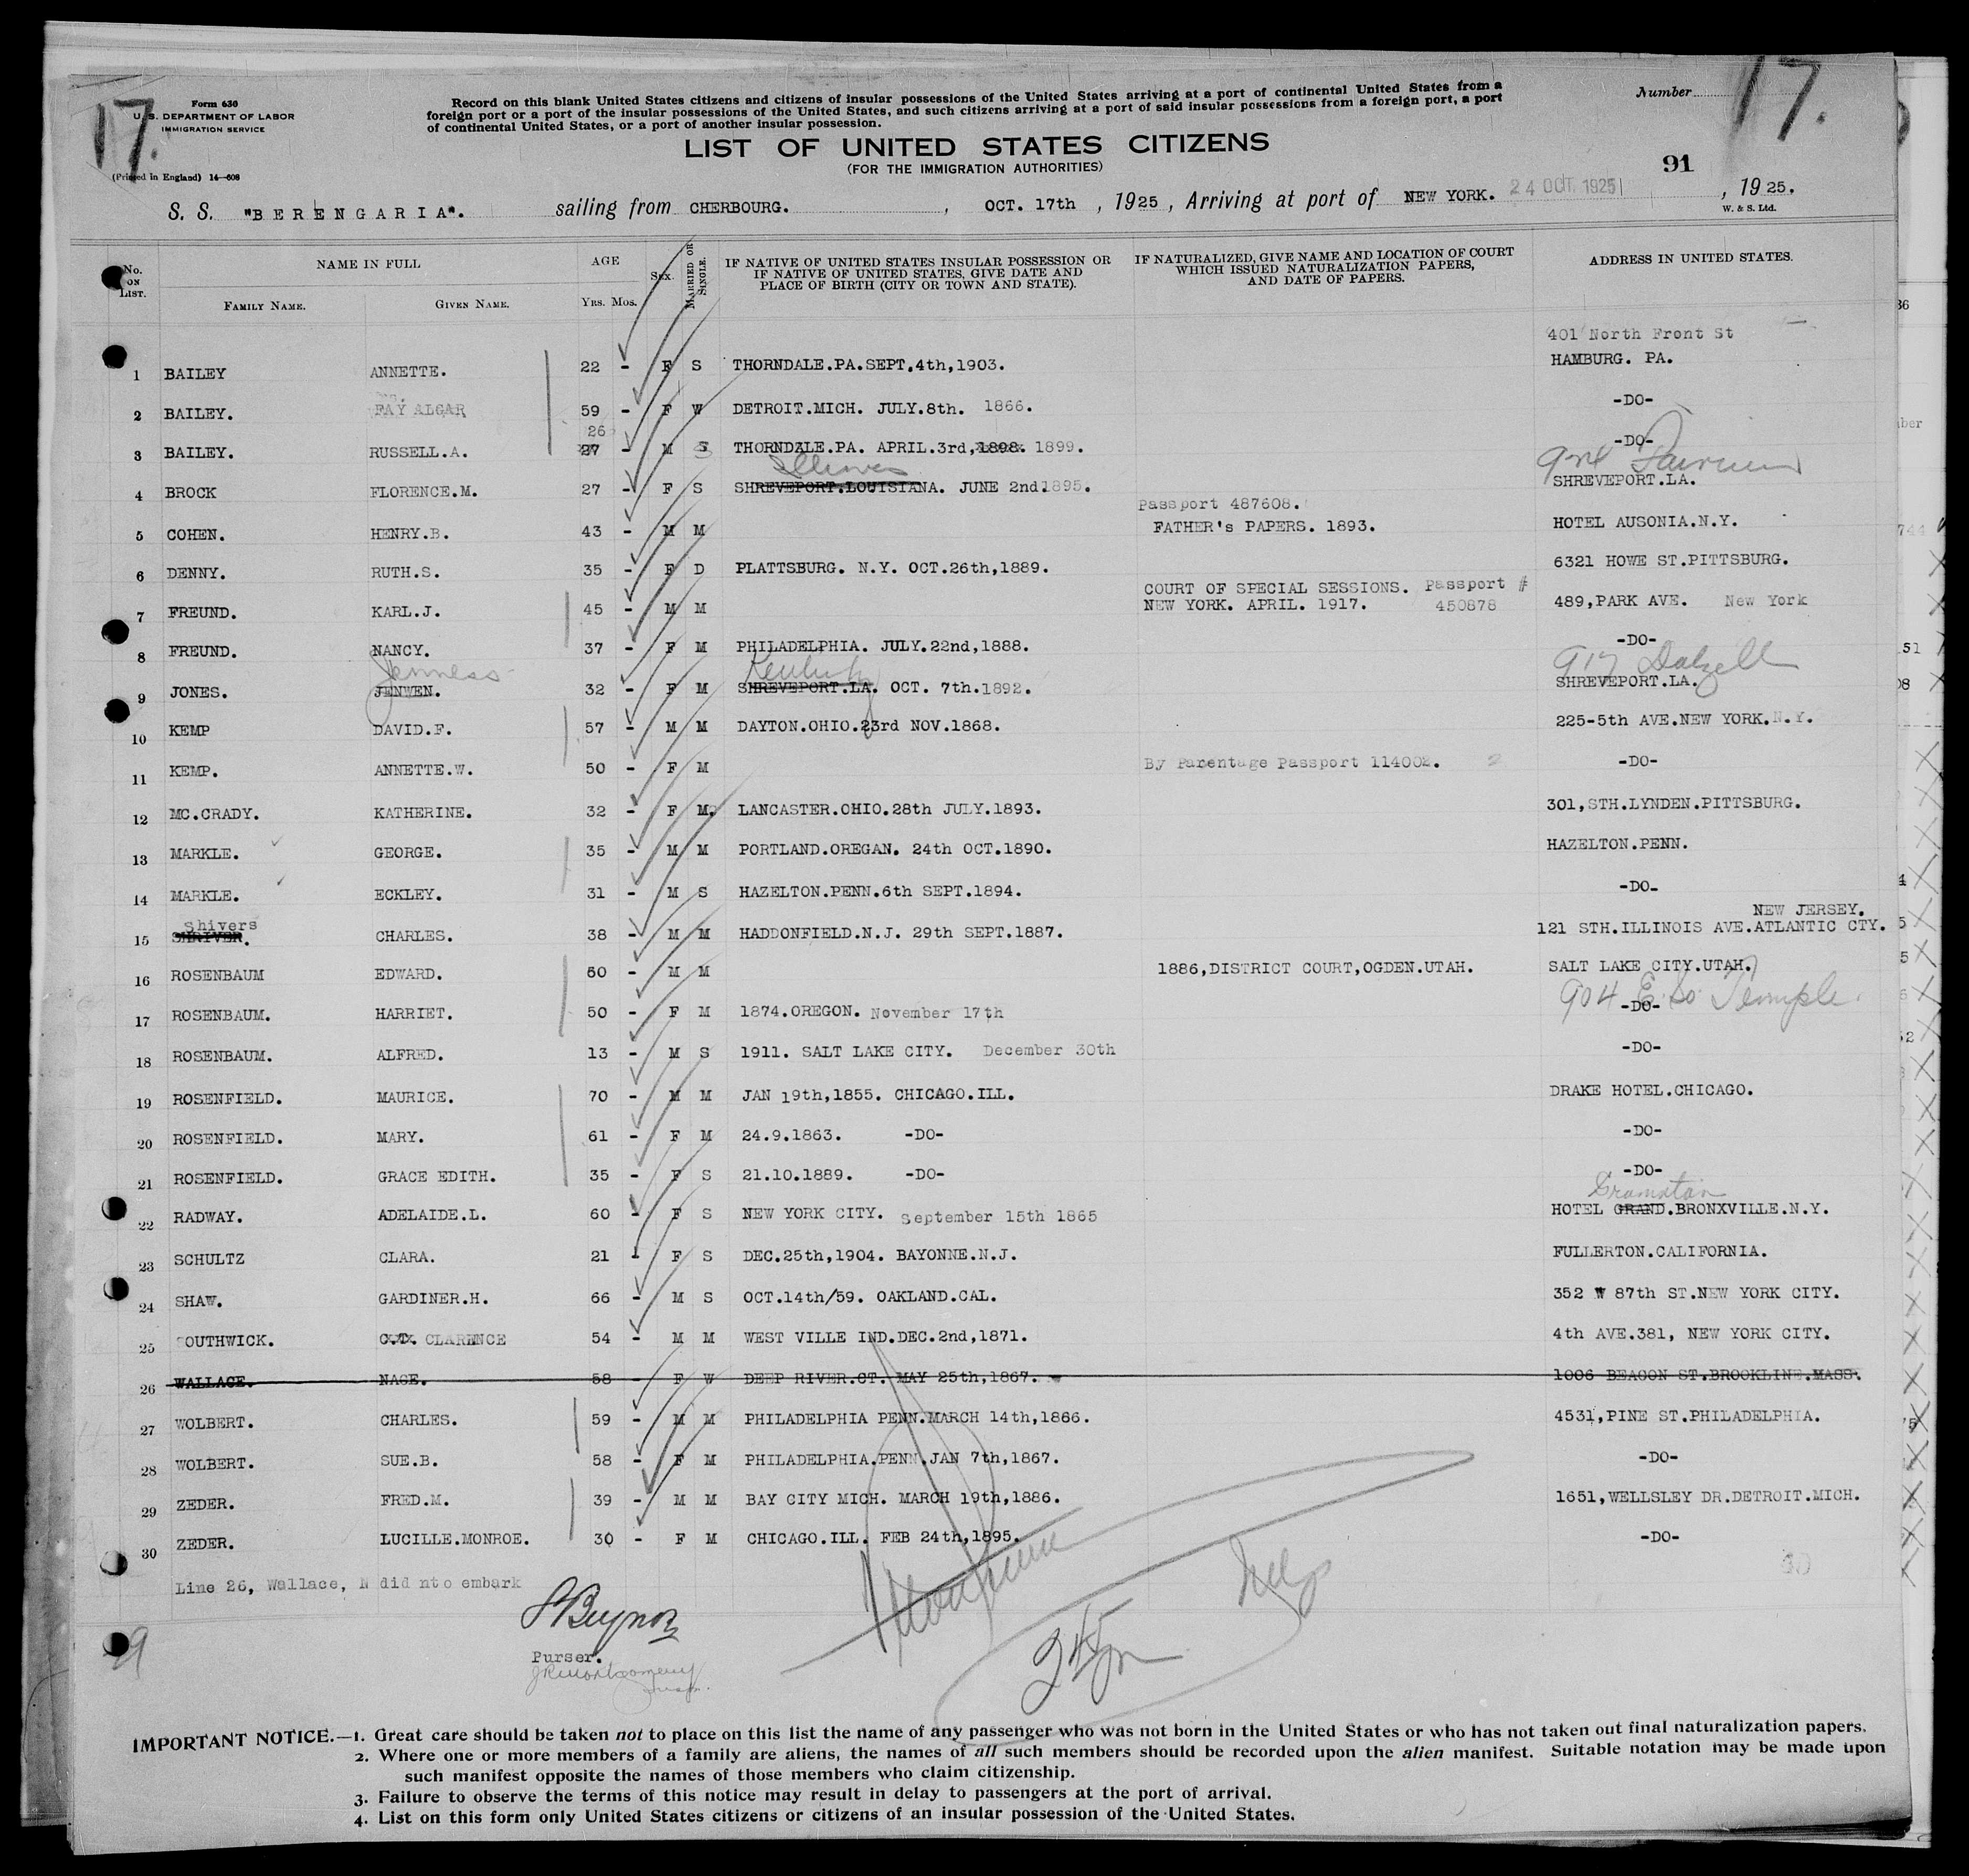 17.
17.
Form 630
U.S. DEPARTMENT OF LABOR
IMMIGRATION SERVICE
(Printed in England) 14—608
Record on this blank United States citizens and citizens of insular possessions of the United States arriving at a port of continental United States from a
foreign port or a port of the insular possessions of the United States, and such citizens arriving at a port of said insular possessions from a foreign port, a port
of continental United States, or a port of another insular possession.
Number
LIST OF UNITED STATES CITIZENS
(FOR THE IMMIGRATION AUTHORITIES)
91
S. S. "BERENGARIA". sailing from CHERBOURG. , OCT. 17th , 1925 , Arriving at port of NEW YORK. 24 OCT. 1925 , 1925.
W. & S. Ltd.
No. ON LIST. NAME IN FULL FAMILY NAME. GIVEN NAME. AGE YRS. MOS. SEX. MARRIED OR SINGLE. IF NATIVE OF UNITED STATES INSULAR POSSESSION OR IF NATIVE OF UNITED STATES, GIVE DATE AND PLACE OF BIRTH (CITY OR TOWN AND STATE). IF NATURALIZED, GIVE NAME AND LOCATION OF COURT WHICH ISSUED NATURALIZATION PAPERS, AND DATE OF PAPERS. ADDRESS IN UNITED STATES.
401 North Front St
1 BAILEY ANNETTE. 22 - F S THORNDALE.PA.SEPT.4th,1903. HAMBURG. PA.
2 BAILEY. FAY ALGAR 59 - F W DETROIT.MICH. JULY.8th. 1866. -DO-
26
3 BAILEY. RUSSELL.A. 27 - M S THORNDALE.PA. APRIL.3rd,1898. 1899. -DO-
4 BROCK FLORENCE.M. 27 - F S SHREVEPORT.LOUISIANA. JUNE 2nd.1895. SHREVEPORT.LA.
Passport 487608.
5 COHEN. HENRY.B. 43 - M M FATHER's PAPERS. 1893. HOTEL AUSONIA.N.Y.
6 DENNY. RUTH.S. 35 - F D PLATTSBURG. N.Y. OCT.26th,1889. 6321 HOWE ST.PITTSBURG.
COURT OF SPECIAL SESSIONS. Passport #
7 FREUND. KARL.J. 45 - M M NEW YORK. APRIL. 1917. 450878 489,PARK AVE. New York
8 FREUND. NANCY. 37 - F M PHILADELPHIA. JULY.22nd,1888. -DO-
Jenness Kentucky 917 Dalzell
9 JONES. JENWEN. 32 - F M SHREVEPORT.LA. OCT. 7th.1892. SHREVEPORT.LA.
10 KEMP DAVID.F. 57 - M M DAYTON.OHIO.23rd NOV.1868. 225-5th AVE.NEW YORK.N.Y.
11 KEMP. ANNETTE.W. 50 - F M By Parentage Passport 114002. -DO-
12 MC.CRADY. KATHERINE. 32 - F M. LANCASTER.OHIO.28th JULY.1893. 301,STH.LYNDEN.PITTSBURG.
13 MARKLE. GEORGE. 35 - M M PORTLAND.OREGAN. 24th OCT.1890. HAZELTON.PENN.
14 MARKLE. ECKLEY. 31 - M S HAZELTON.PENN.6th SEPT.1894. -DO-
Shivers NEW JERSEY.
15 SHRIVER. CHARLES. 38 - M M HADDONFIELD.N.J. 29th SEPT.1887. 121 STH.ILLINOIS AVE.ATLANTIC CTY.
16 ROSENBAUM EDWARD. 60 - M M 1886,DISTRICT COURT,OGDEN.UTAH. SALT LAKE CITY.UTAH.
904 E. So Temple.
17 ROSENBAUM. HARRIET. 50 - F M 1874.OREGON. November 17th -DO-
18 ROSENBAUM. ALFRED. 13 - M S 1911. SALT LAKE CITY. December 30th -DO-
19 ROSENFIELD. MAURICE. 70 - M M JAN 19th,1855. CHICAGO.ILL. DRAKE HOTEL.CHICAGO.
20 ROSENFIELD. MARY. 61 - F M 24.9.1863. -DO- -DO-
21 ROSENFIELD. GRACE EDITH. 35 - F S 21.10.1889. -DO- -DO-
Gramatan
22 RADWAY. ADELAIDE.L. 60 - F S NEW YORK CITY. September 15th 1865 HOTEL GRAND.BRONXVILLE.N.Y.
23 SCHULTZ CLARA. 21 - F S DEC.25th,1904. BAYONNE.N.J. FULLERTON.CALIFORNIA.
24 SHAW. GARDINER.H. 66 - M S OCT.14th/59. OAKLAND.CAL. 352 W 87th ST.NEW YORK CITY.
25 SOUTHWICK. CLARENCE 54 - M M WEST VILLE IND.DEC.2nd,1871. 4th AVE.381, NEW YORK CITY.
26 WALLACE. NAGE. 58 - F W DEEP RIVER.CT. MAY 25th,1867. 1006 BEACON ST.BROOKLINE.MASS.
27 WOLBERT. CHARLES. 59 - M M PHILADELPHIA PENN.MARCH 14th,1866. 4531,PINE ST.PHILADELPHIA.
28 WOLBERT. SUE.B. 58 - F M PHILADELPHIA.PENN.JAN 7th,1867. -DO-
29 ZEDER. FRED.M. 39 - M M BAY CITY MICH. MARCH 19th,1886. 1651,WELLSLEY DR.DETROIT.MICH.
30 ZEDER. LUCILLE.MONROE. 30 - F M CHICAGO.ILL. FEB 24th,1895. -DO-
Line 26, Wallace, N did nto embark
30
Purser.
9
IMPORTANT NOTICE.—1. Great care should be taken not to place on this list the name of any passenger who was not born in the United States or who has not taken out final naturalization papers.
2. Where one or more members of a family are aliens, the names of all such members should be recorded upon the alien manifest. Suitable notation may be made upon
such manifest opposite the names of those members who claim citizenship.
3. Failure to observe the terms of this notice may result in delay to passengers at the port of arrival.
4. List on this form only United States citizens or citizens of an insular possession of the United States.